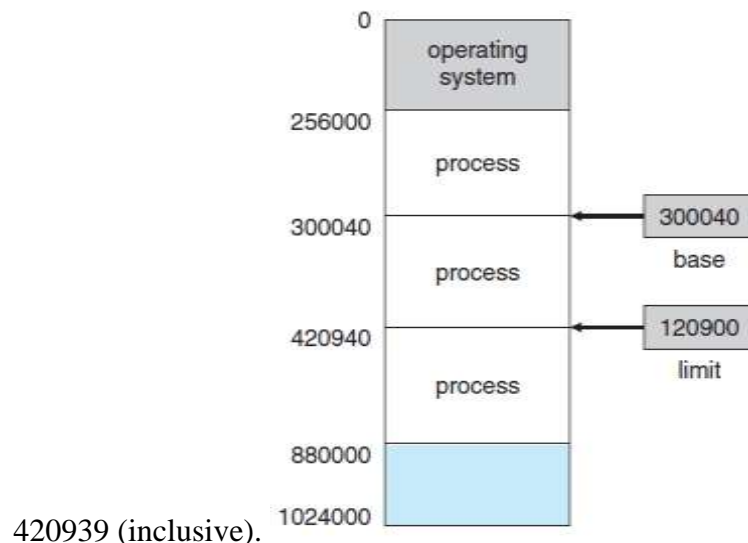 0
operating
system
256000
process
300040
300040
base
process
120900
420940
limit
process
880000
1024000
420939 (inclusive).